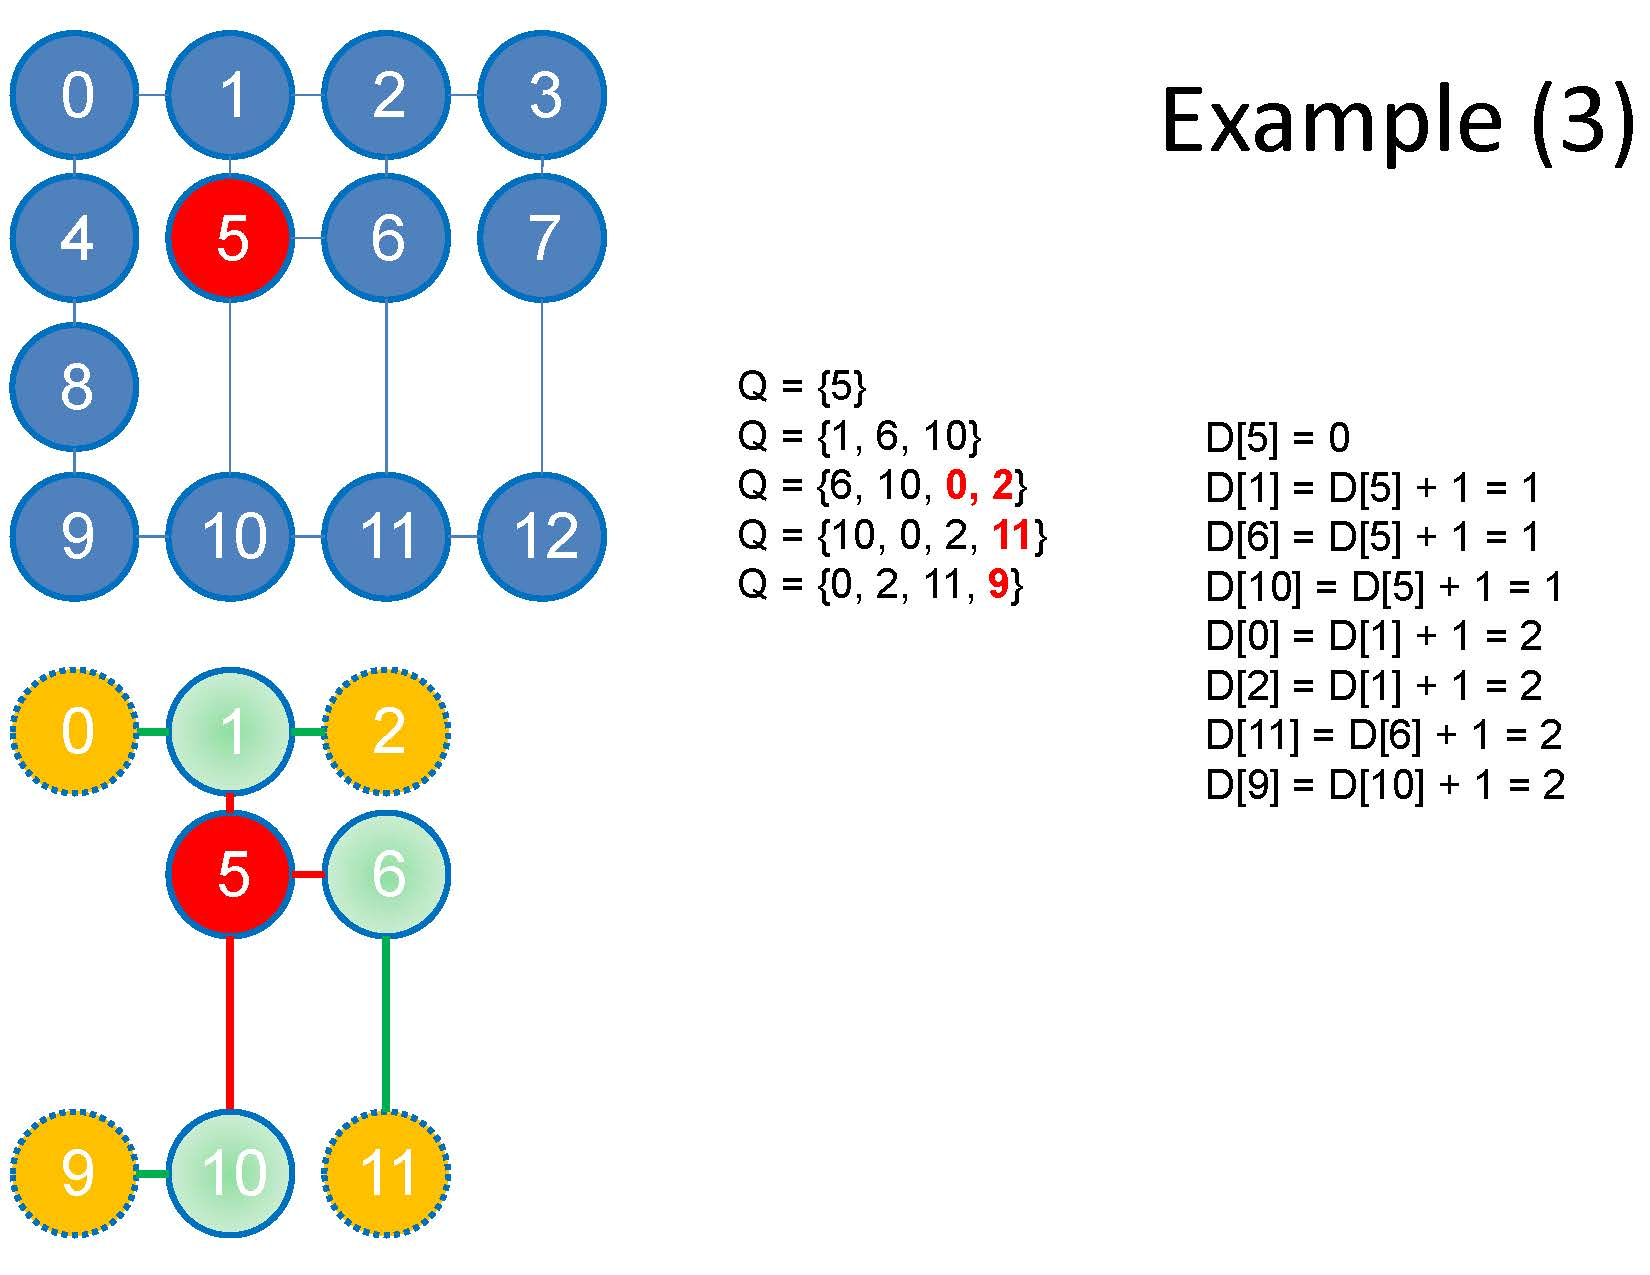 Example (3)
0 1 2 3
4 5 6 7
8
9 10 11 12
Q = {5}
Q = {1, 6, 10}
Q = {6, 10, 0, 2}
Q = {10, 0, 2, 11}
Q = {0, 2, 11, 9}
D[5] = 0
D[1] = D[5] + 1 = 1
D[6] = D[5] + 1 = 1
D[10] = D[5] + 1 = 1
D[0] = D[1] + 1 = 2
D[2] = D[1] + 1 = 2
D[11] = D[6] + 1 = 2
D[9] = D[10] + 1 = 2
0 1 2
5 6
9 10 11